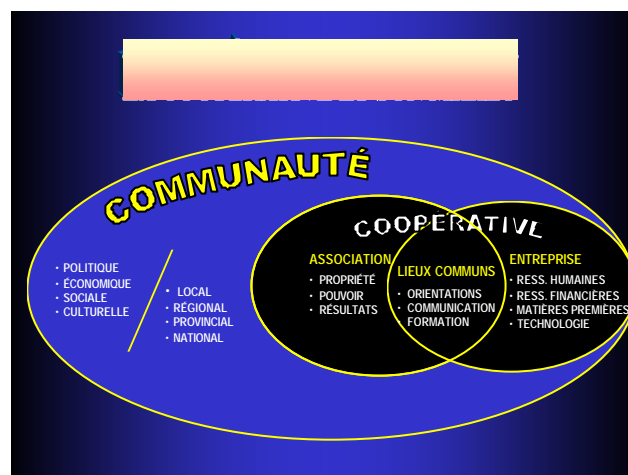 COMMUNAUTÉ
COOPÉRATIVE
• POLITIQUE
• ÉCONOMIQUE
• SOCIALE
• CULTURELLE
• LOCAL
• RÉGIONAL
• PROVINCIAL
• NATIONAL
ASSOCIATION
• PROPRIÉTÉ
• POUVOIR
• RÉSULTATS
LIEUX COMMUNS
• ORIENTATIONS
• COMMUNICATION
FORMATION
ENTREPRISE
• RESS. HUMAINES
• RESS. FINANCIÈRES
• MATIÈRES PREMIÈRES
• TECHNOLOGIE